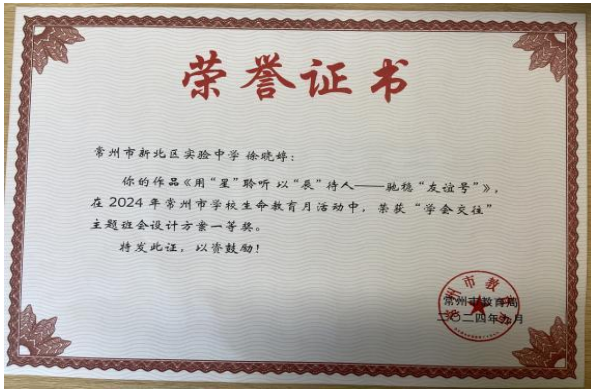 荣誉证书
常州市新北区实验中学 徐晓婷：
你的作品《用“星”聆听 以“辰”待人——驰稳“友谊号”》，
在 2024 年常州市学校生命教育月活动中，荣获“学会交往”
主题班会设计方案一等奖。
特发此证，以资鼓励！
常州市教育局
二〇二四年九月